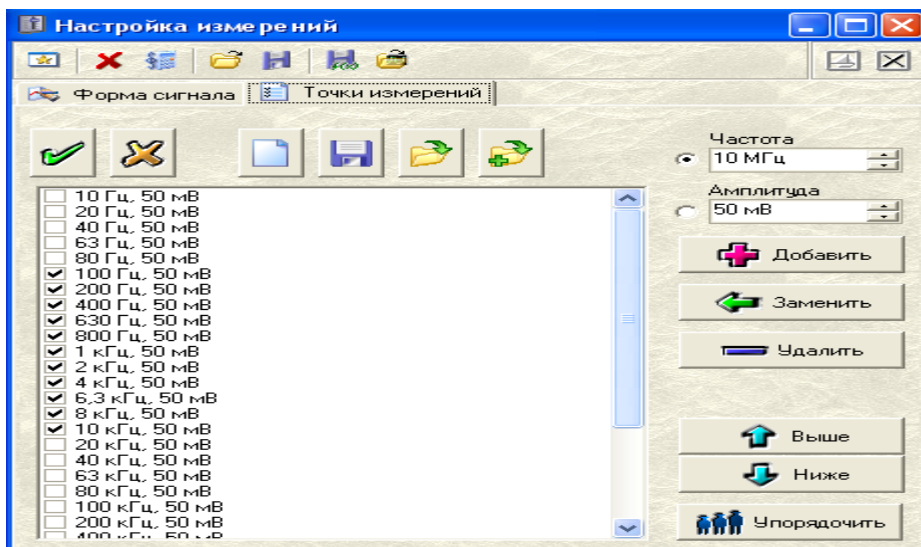 Настройка измерений
Форма сигнала
Точки измерений
Частота
10 МГц
Амплитуда
50 мВ
Добавить
Заменить
Удалить
Выше
Ниже
Упорядочить
10 Гц, 50 мВ
20 Гц, 50 мВ
40 Гц, 50 мВ
63 Гц, 50 мВ
80 Гц, 50 мВ
100 Гц, 50 мВ
200 Гц, 50 мВ
400 Гц, 50 мВ
630 Гц, 50 мВ
800 Гц, 50 мВ
1 кГц, 50 мВ
2 кГц, 50 мВ
4 кГц, 50 мВ
6,3 кГц, 50 мВ
8 кГц, 50 мВ
10 кГц, 50 мВ
20 кГц, 50 мВ
40 кГц, 50 мВ
63 кГц, 50 мВ
80 кГц, 50 мВ
100 кГц, 50 мВ
200 кГц, 50 мВ
400 кГц, 50 мВ